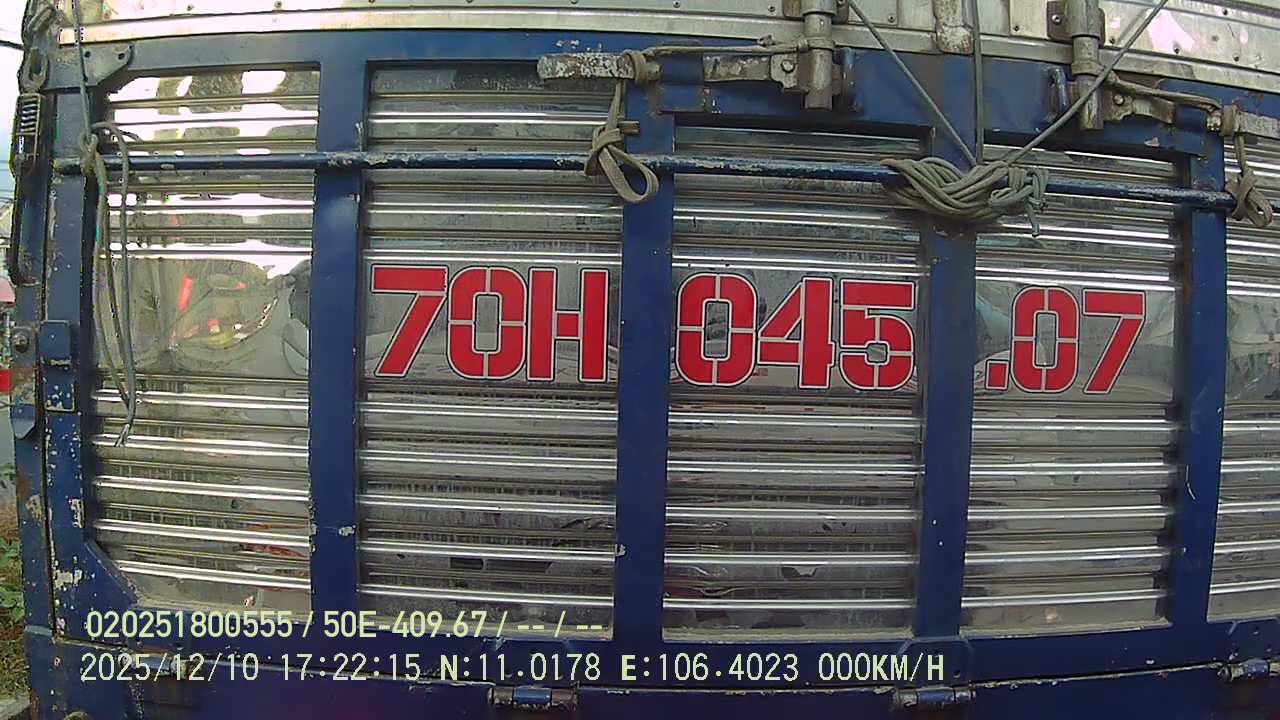 70H 045.07
020251800555 / 50E-409.67 / -- / --
2025/12/10 17:22:15 N:11.0178 E:106.4023 000KM/H